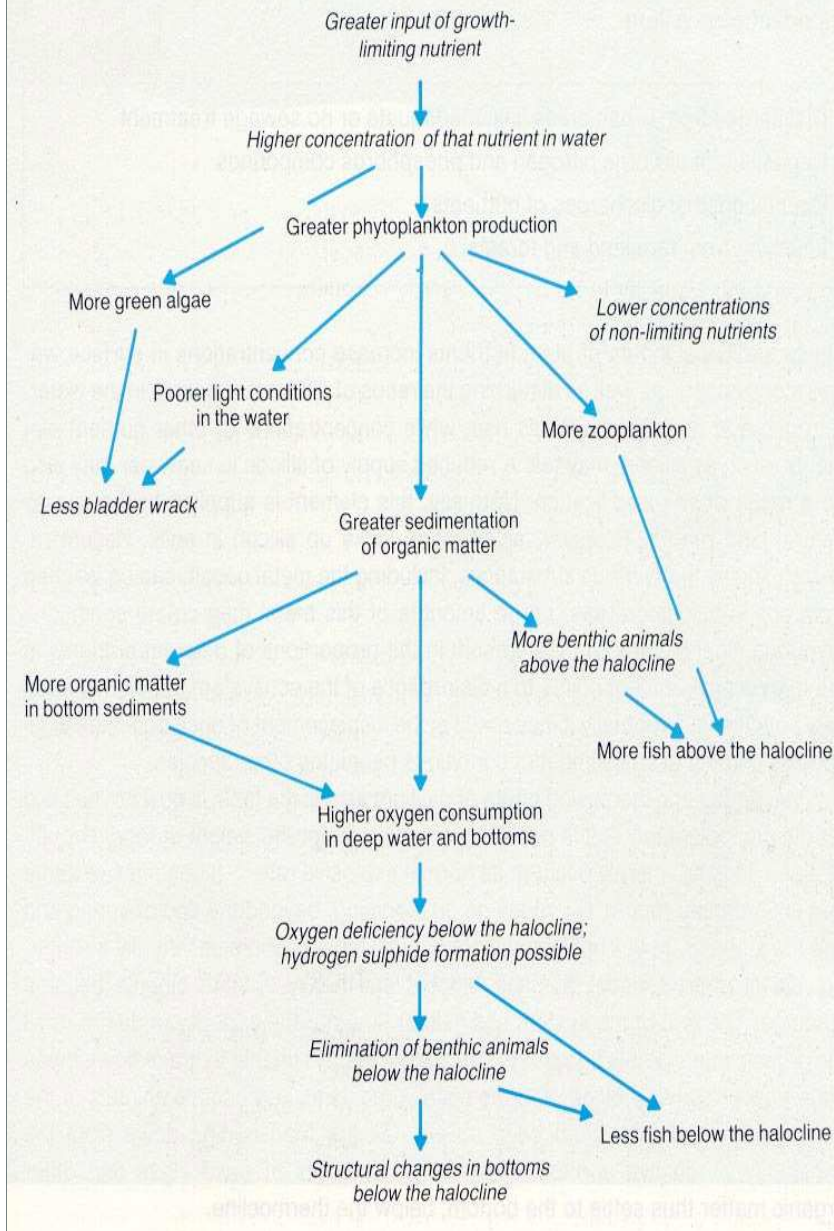 Greater input of growth-
limiting nutrient
Higher concentration of that nutrient in water
Greater phytoplankton production
More green algae
Lower concentrations
of non-limiting nutrients
Poorer light conditions
in the water
More zooplankton
Less bladder wrack
Greater sedimentation
of organic matter
More benthic animals
above the halocline
More organic matter
in bottom sediments
More fish above the halocline
Higher oxygen consumption
in deep water and bottoms
Oxygen deficiency below the halocline;
hydrogen sulphide formation possible
Elimination of benthic animals
below the halocline
Less fish below the halocline
Structural changes in bottoms
below the halocline